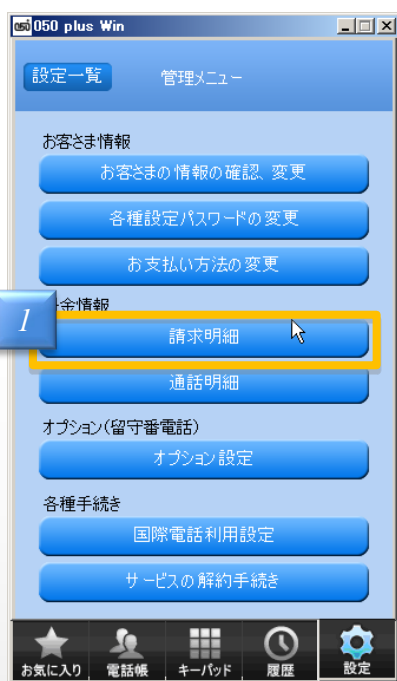 050 050 plus Win
設定一覧 管理メニュー
お客さま情報
お客さまの情報の確認、変更
各種設定パスワードの変更
お支払い方法の変更
金情報
1
請求明細
通話明細
オプション(留守番電話)
オプション設定
各種手続き
国際電話利用設定
サービスの解約手続き
お気に入り 電話帳 キーパッド 履歴 設定